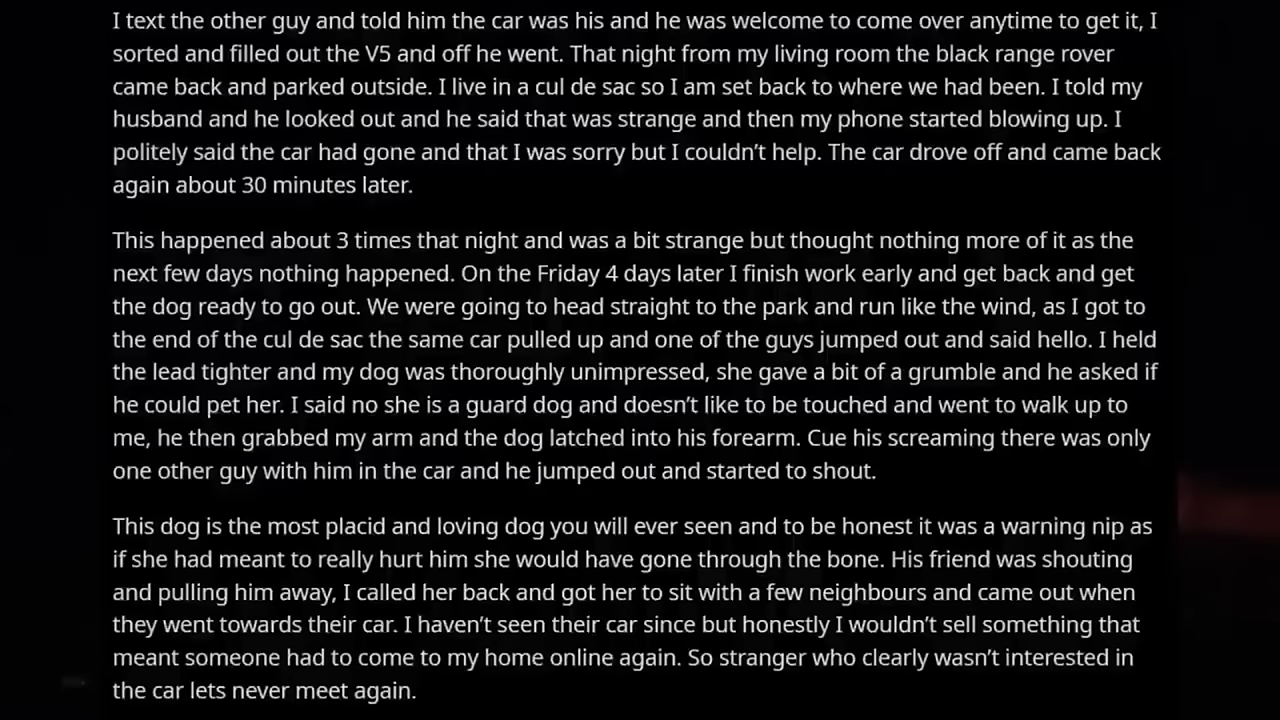 I text the other guy and told him the car was his and he was welcome to come over anytime to get it, I
sorted and filled out the V5 and off he went. That night from my living room the black range rover
came back and parked outside. I live in a cul de sac so I am set back to where we had been. I told my
husband and he looked out and he said that was strange and then my phone started blowing up. I
politely said the car had gone and that I was sorry but I couldn’t help. The car drove off and came back
again about 30 minutes later.
This happened about 3 times that night and was a bit strange but thought nothing more of it as the
next few days nothing happened. On the Friday 4 days later I finish work early and get back and get
the dog ready to go out. We were going to head straight to the park and run like the wind, as I got to
the end of the cul de sac the same car pulled up and one of the guys jumped out and said hello. I held
the lead tighter and my dog was thoroughly unimpressed, she gave a bit of a grumble and he asked if
he could pet her. I said no she is a guard dog and doesn’t like to be touched and went to walk up to
me, he then grabbed my arm and the dog latched into his forearm. Cue his screaming there was only
one other guy with him in the car and he jumped out and started to shout.
This dog is the most placid and loving dog you will ever seen and to be honest it was a warning nip as
if she had meant to really hurt him she would have gone through the bone. His friend was shouting
and pulling him away, I called her back and got her to sit with a few neighbours and came out when
they went towards their car. I haven’t seen their car since but honestly I wouldn’t sell something that
meant someone had to come to my home online again. So stranger who clearly wasn’t interested in
the car lets never meet again.